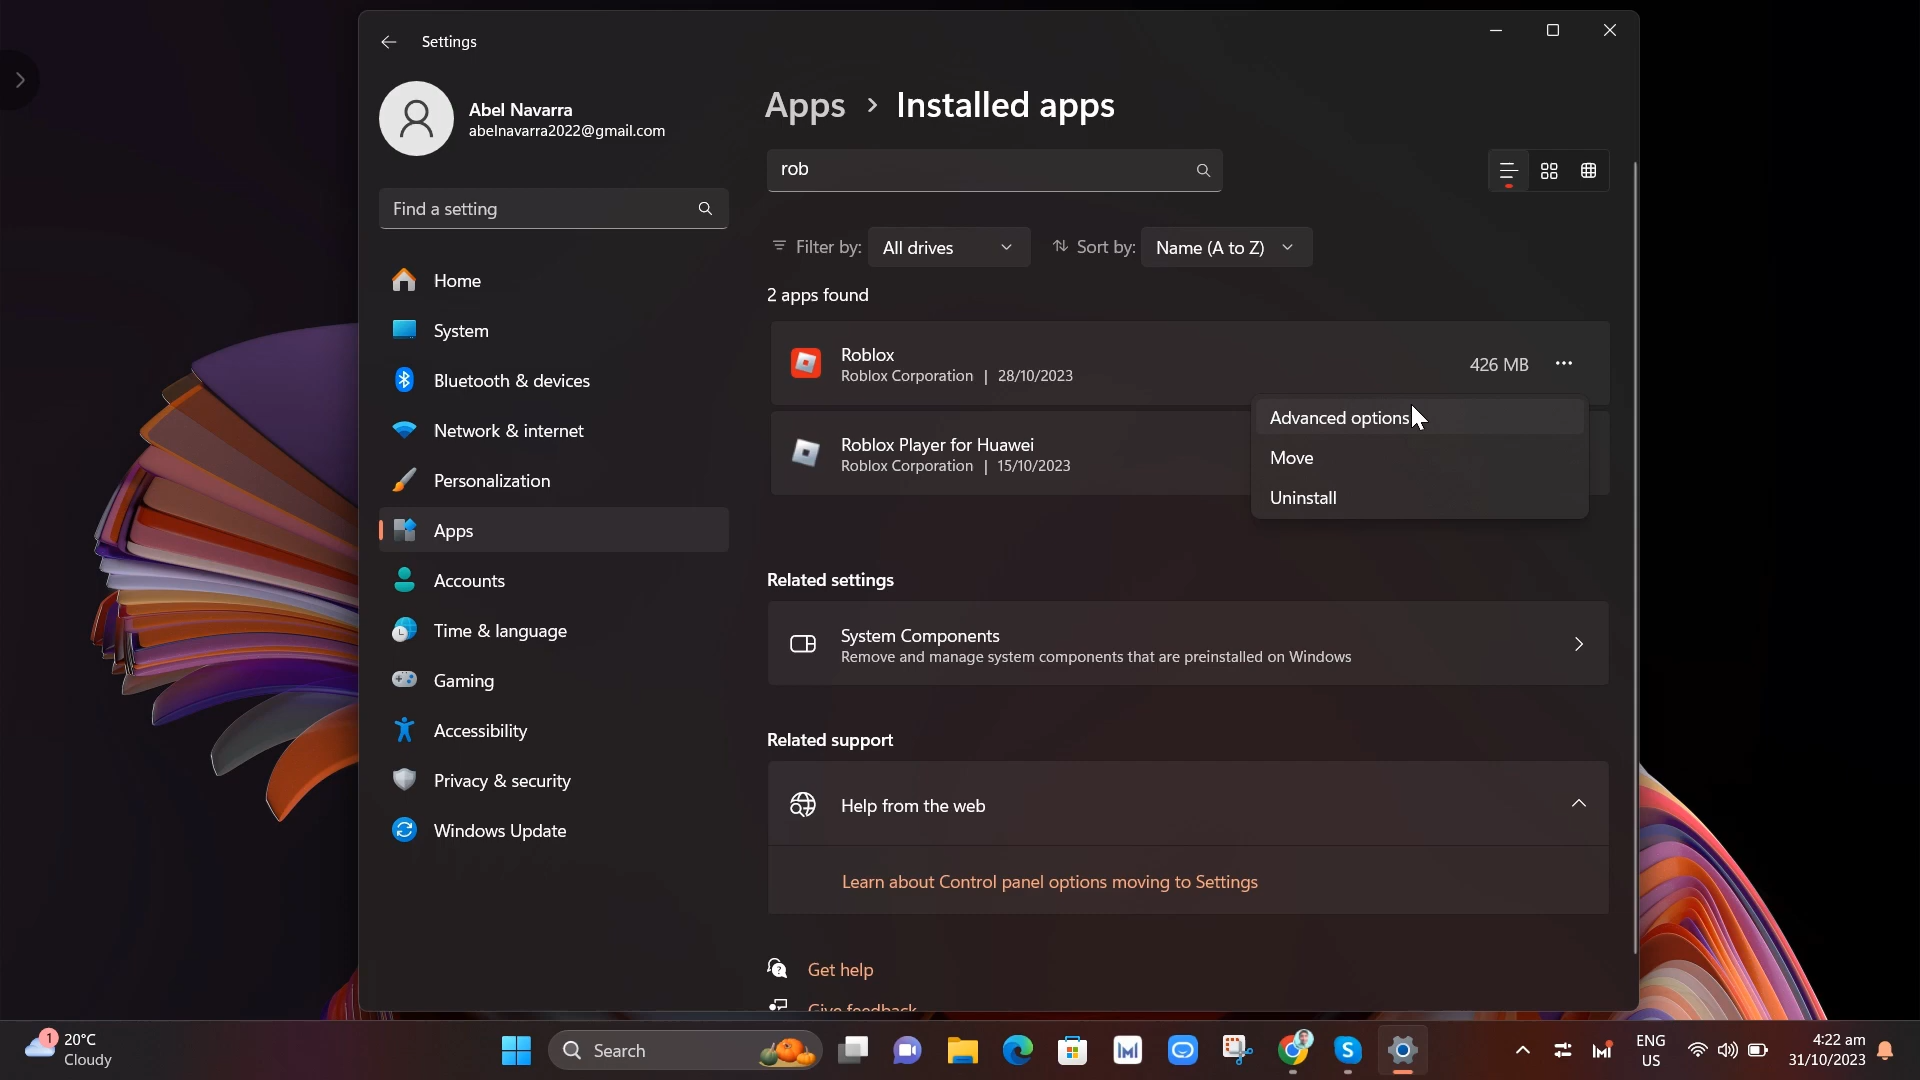 Settings
Abel Navarra
abelnavarra2022@gmail.com
Find a setting
Home
System
Bluetooth & devices
Network & internet
Personalization
Apps
Accounts
Time & language
Gaming
Accessibility
Privacy & security
Windows Update
Apps > Installed apps
rob
Filter by: All drives Sort by: Name (A to Z)
2 apps found
Roblox
Roblox Corporation | 28/10/2023
426 MB
Advanced options
Move
Uninstall
Roblox Player for Huawei
Roblox Corporation | 15/10/2023
Related settings
System Components
Remove and manage system components that are preinstalled on Windows
Related support
Help from the web
Learn about Control panel options moving to Settings
Get help
Give feedback
1
20°C
Cloudy
Search
ENG
US
4:22 am
31/10/2023